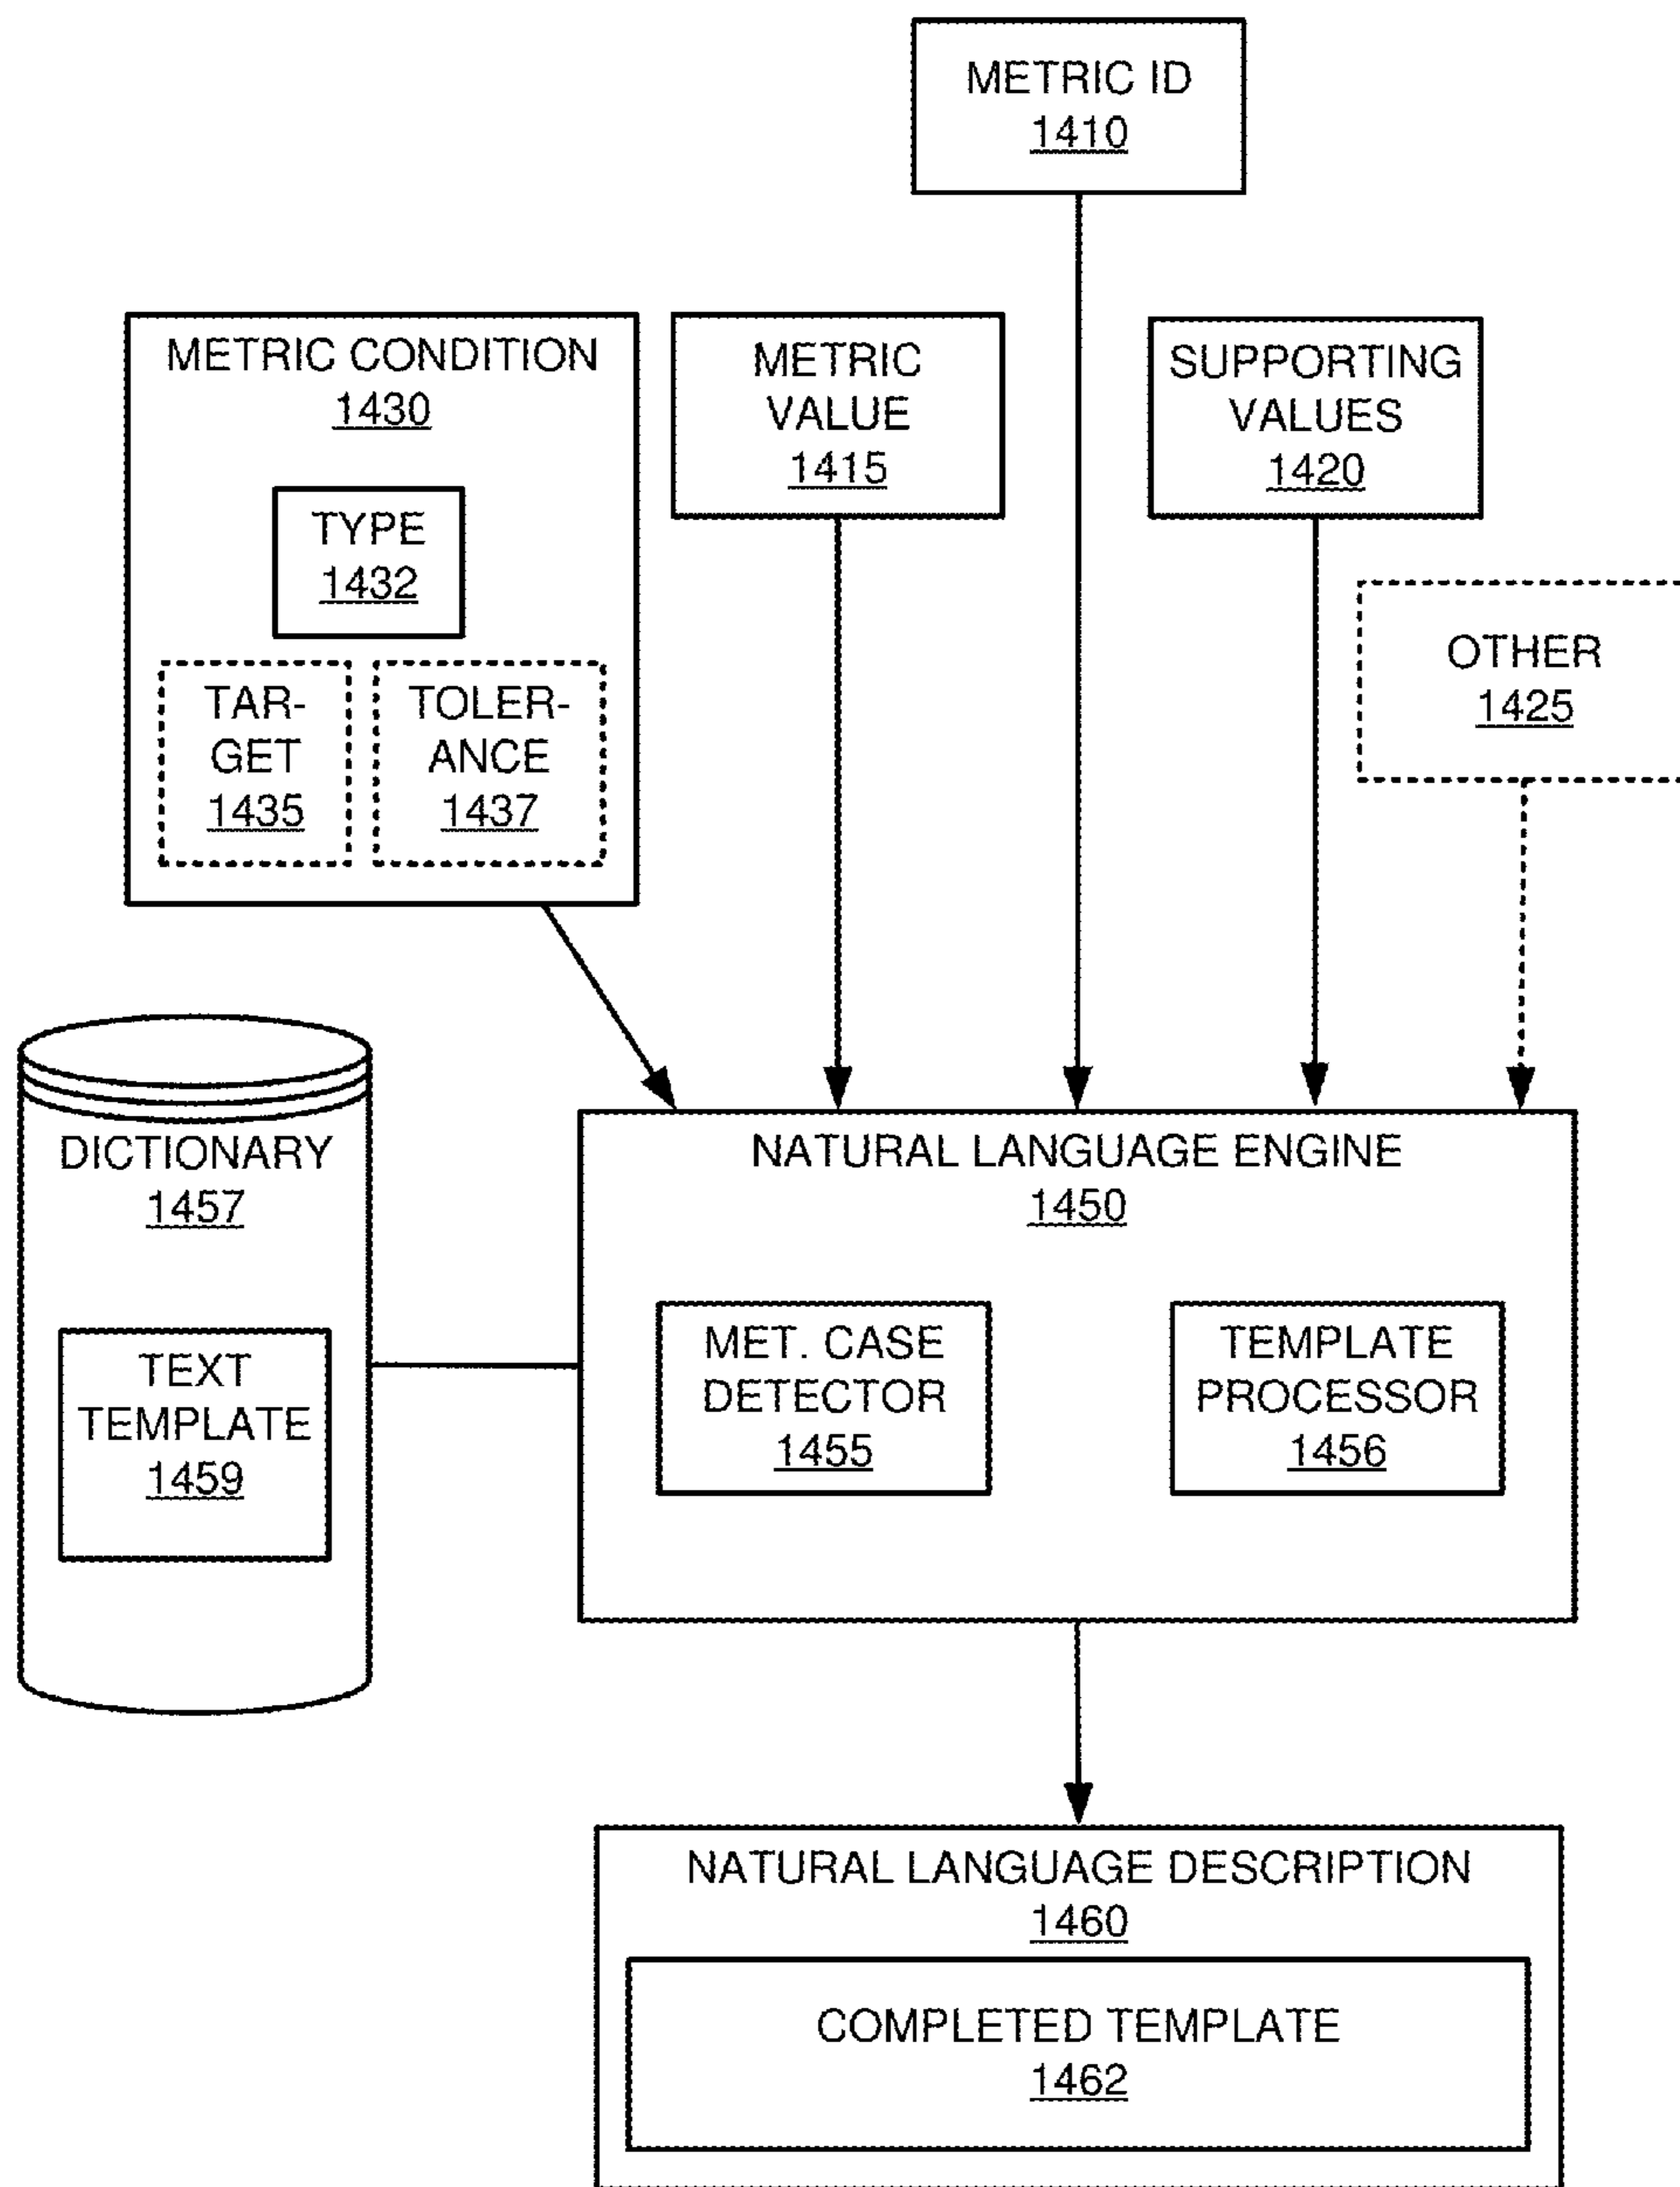 METRIC ID
1410
METRIC CONDITION
1430
TYPE
1432
TAR-
GET
1435
TOLER-
ANCE
1437
METRIC
VALUE
1415
SUPPORTING
VALUES
1420
OTHER
1425
DICTIONARY
1457
TEXT
TEMPLATE
1459
NATURAL LANGUAGE ENGINE
1450
MET. CASE
DETECTOR
1455
TEMPLATE
PROCESSOR
1456
NATURAL LANGUAGE DESCRIPTION
1460
COMPLETED TEMPLATE
1462